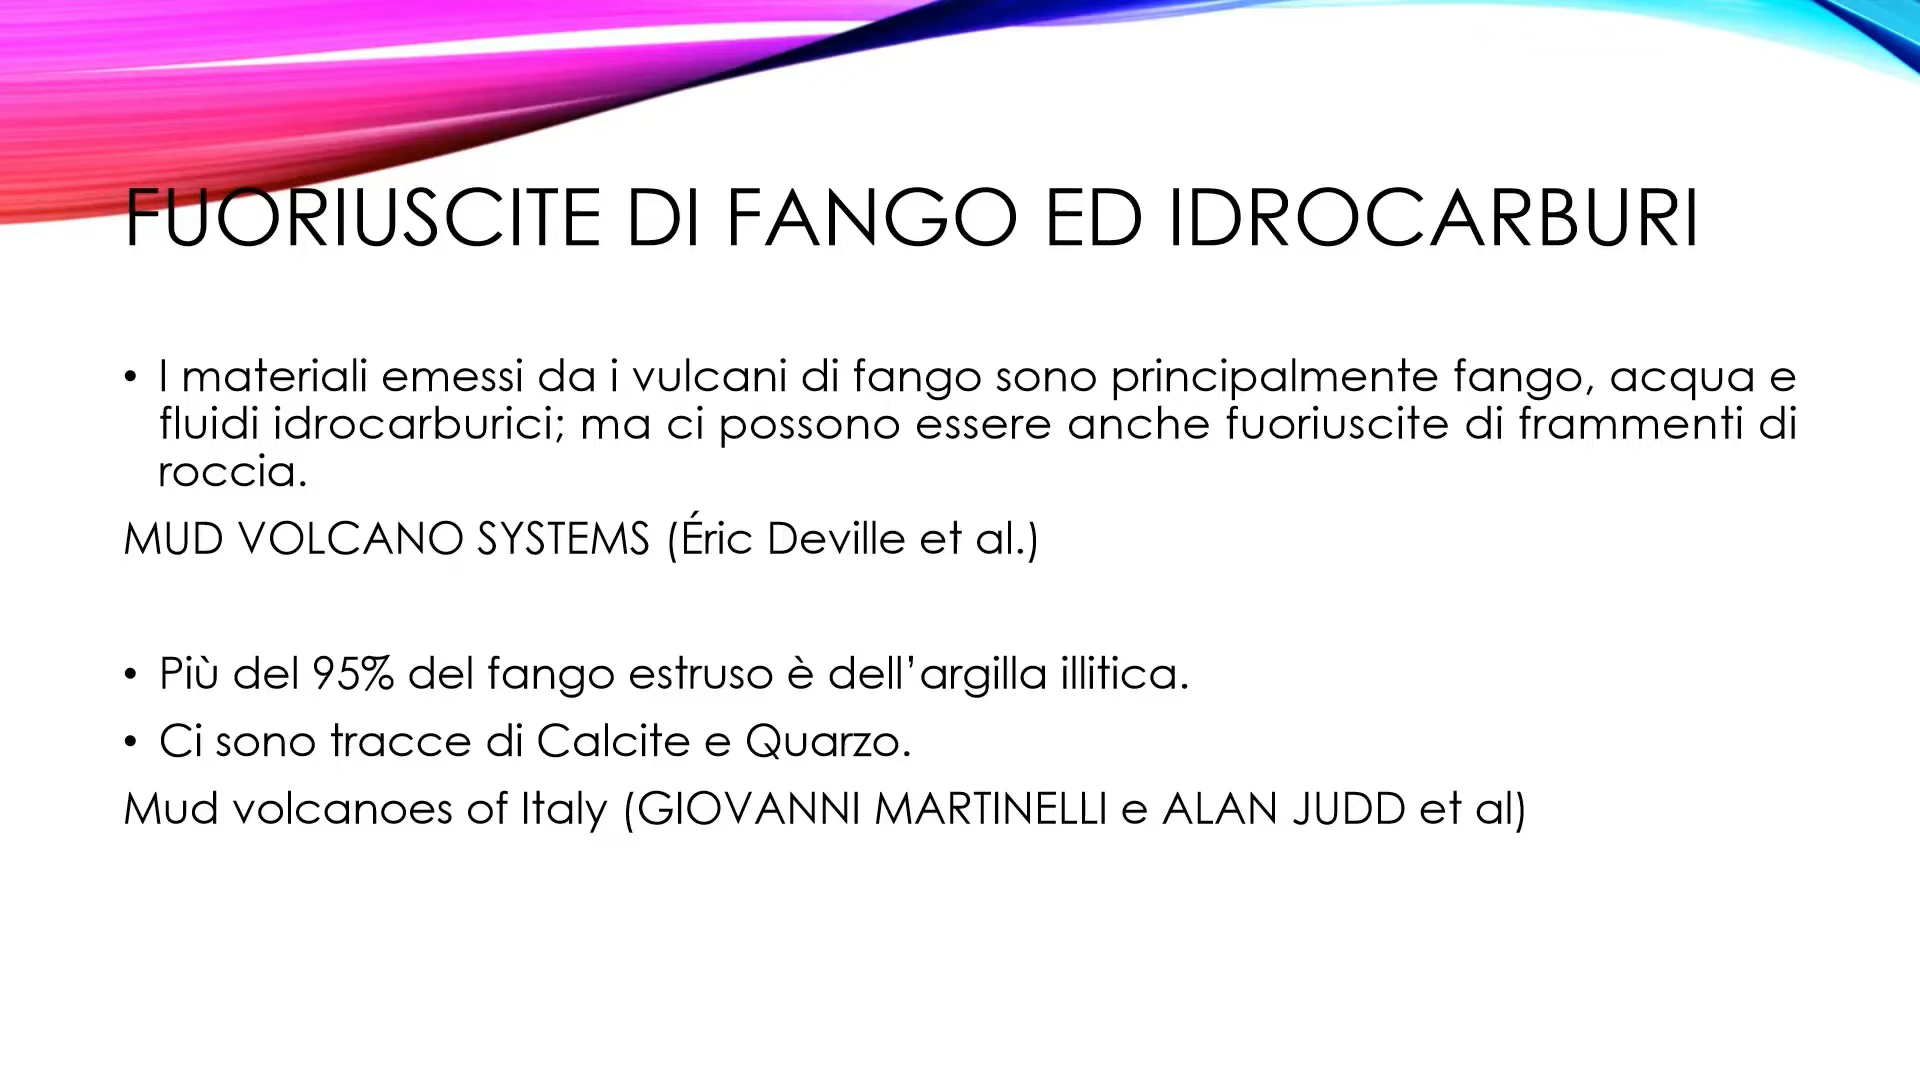 FUORIUSCITE DI FANGO ED IDROCARBURI
• I materiali emessi da i vulcani di fango sono principalmente fango, acqua e
fluidi idrocarburici; ma ci possono essere anche fuoriuscite di frammenti di
roccia.
MUD VOLCANO SYSTEMS (Éric Deville et al.)
• Più del 95% del fango estruso è dell’argilla illitica.
• Ci sono tracce di Calcite e Quarzo.
Mud volcanoes of Italy (GIOVANNI MARTINELLI e ALAN JUDD et al)